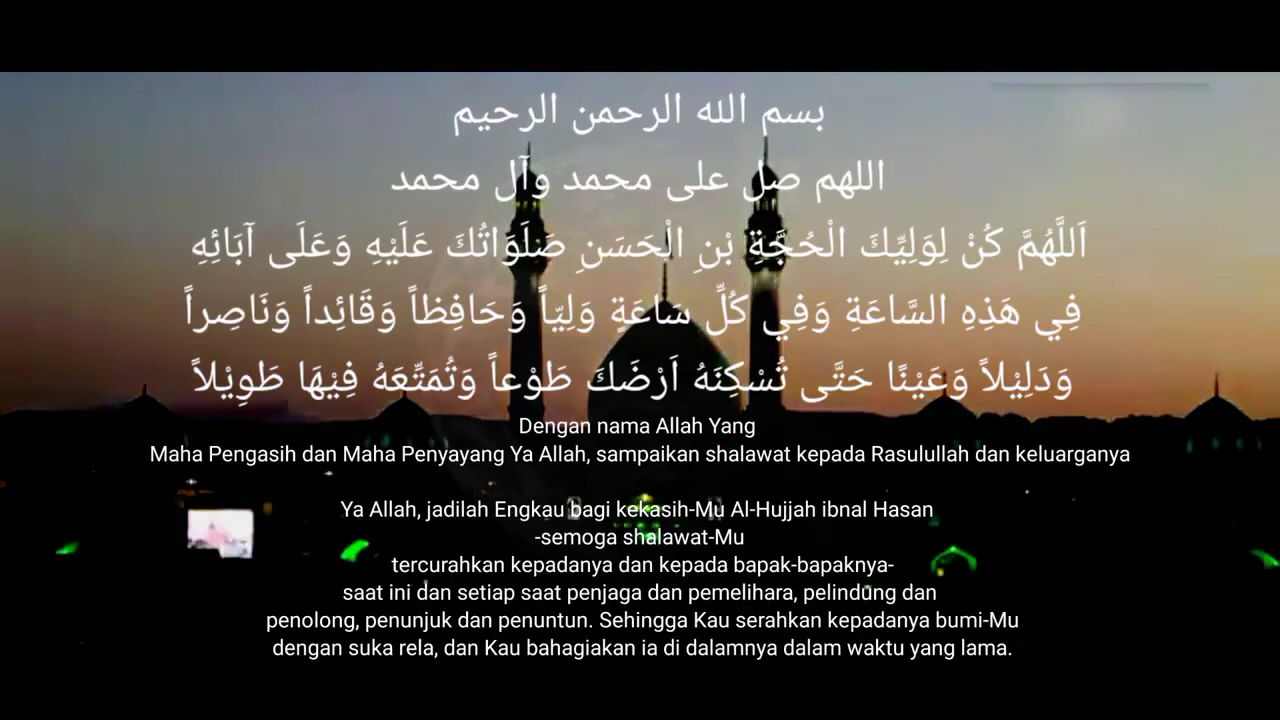 بسم الله الرحمن الرحيم
اللهم صل على محمد وآل محمد
اَللَّهُمَّ كُنْ لِوَلِيِّكَ الْحُجَّةِ بْنِ الْحَسَنِ صَلَوَاتُكَ عَلَيْهِ وَعَلَى آبَائِهِ
فِي هَذِهِ السَّاعَةِ وَفِي كُلِّ سَاعَةٍ وَلِيّاً وَحَافِظاً وَقَائِداً وَنَاصِراً
وَدَلِيْلاً وَعَيْنًا حَتَّى تُسْكِنَهُ اَرْضَكَ طَوْعاً وَتُمَتِّعَهُ فِيْهَا طَوِيْلاً
Dengan nama Allah Yang
Maha Pengasih dan Maha Penyayang Ya Allah, sampaikan shalawat kepada Rasulullah dan keluarganya
Ya Allah, jadilah Engkau bagi kekasih-Mu Al-Hujjah ibnal Hasan
-semoga shalawat-Mu
tercurahkan kepadanya dan kepada bapak-bapaknya-
saat ini dan setiap saat penjaga dan pemelihara, pelindung dan
penolong, penunjuk dan penuntun. Sehingga Kau serahkan kepadanya bumi-Mu
dengan suka rela, dan Kau bahagiakan ia di dalamnya dalam waktu yang lama.